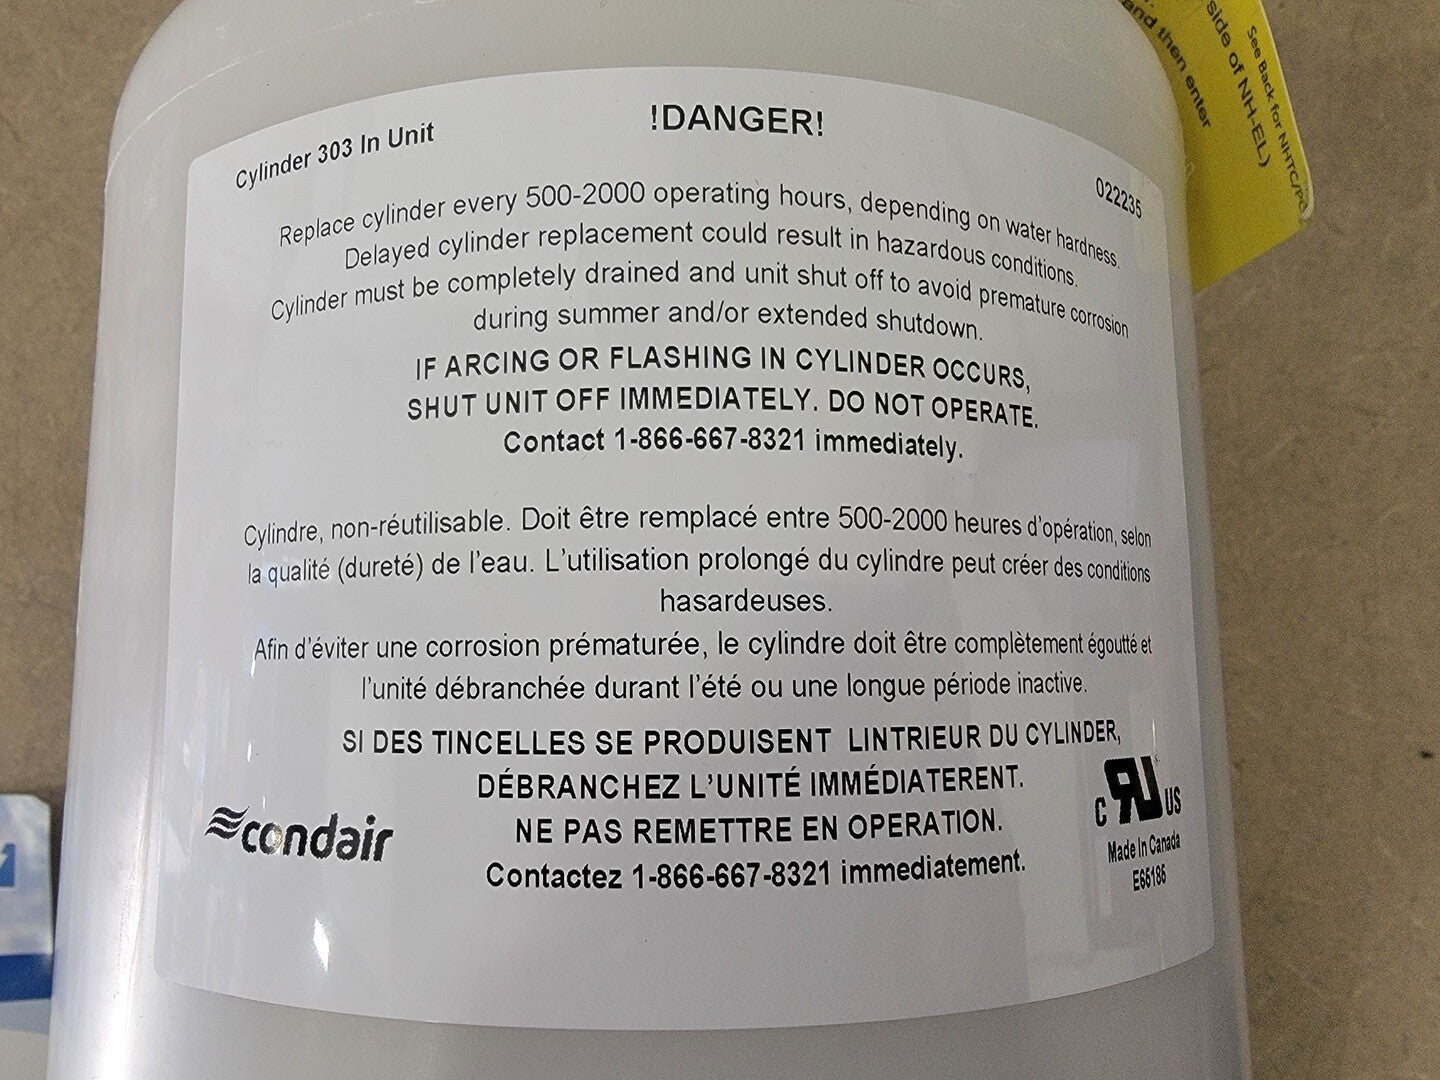 and then enter
side of NH-EL)
See Back for NHTC/
!DANGER!
Cylinder 303 In Unit
022235
Replace cylinder every 500-2000 operating hours, depending on water hardness.
Delayed cylinder replacement could result in hazardous conditions.
Cylinder must be completely drained and unit shut off to avoid premature corrosion
during summer and/or extended shutdown.
IF ARCING OR FLASHING IN CYLINDER OCCURS,
SHUT UNIT OFF IMMEDIATELY. DO NOT OPERATE.
Contact 1-866-667-8321 immediately.
Cylindre, non-réutilisable. Doit être remplacé entre 500-2000 heures d'opération, selon
la qualité (dureté) de l'eau. L'utilisation prolongé du cylindre peut créer des conditions
hasardeuses.
Afin d'éviter une corrosion prématurée, le cylindre doit être complètement égoutté et
l'unité débranchée durant l'été ou une longue période inactive.
SI DES TINCELLES SE PRODUISENT LINTRIEUR DU CYLINDER,
DÉBRANCHEZ L'UNITÉ IMMÉDIATERENT.
NE PAS REMETTRE EN OPERATION.
Contactez 1-866-667-8321 immediatement.
condair
C RU US
Made In Canada
E66186